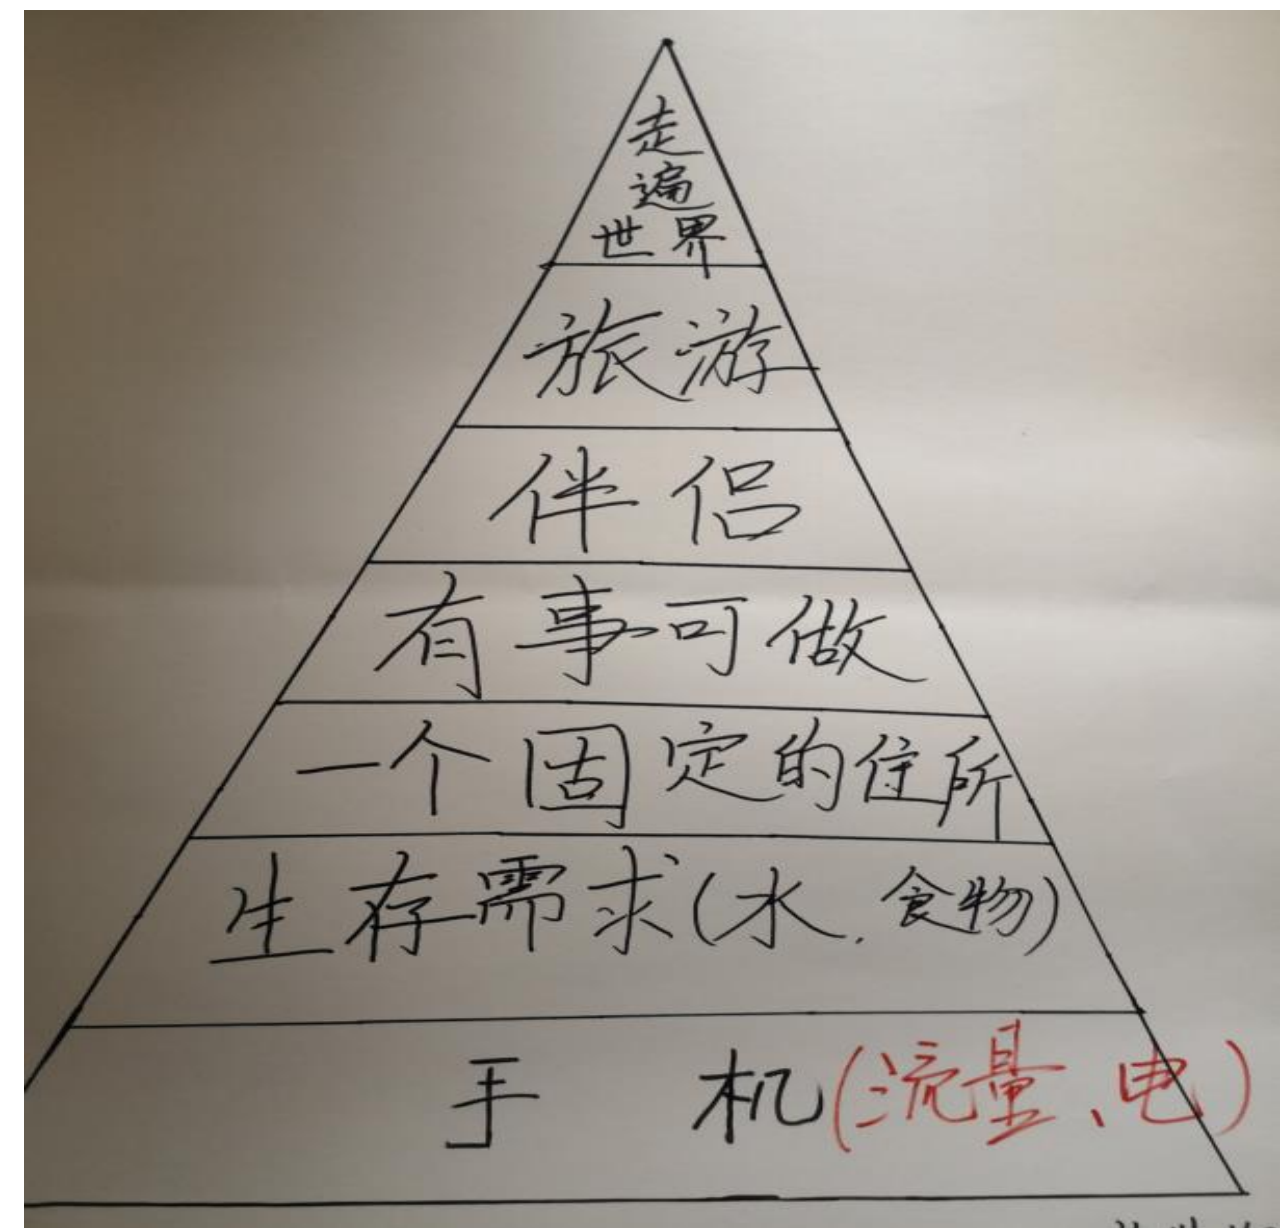 走
遍
世界
旅游
伴侣
有事可做
一个固定的住所
生存需求(水、食物)
手机(流量、电)